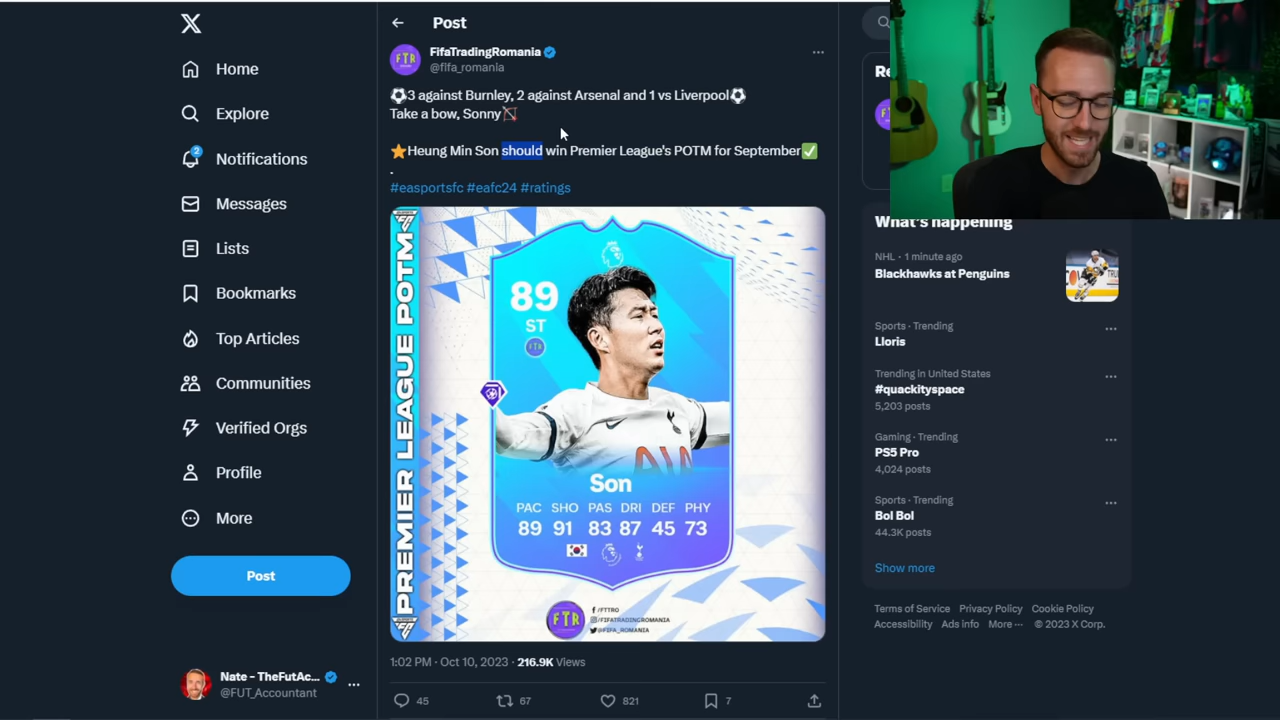 Home
Explore
2
Notifications
Messages
Lists
Bookmarks
Top Articles
Communities
Verified Orgs
Profile
More
Post
Nate - TheFutAc...
@FUT_Accountant
Post
FifaTradingRomania
@fifa_romania
⚽3 against Burnley, 2 against Arsenal and 1 vs Liverpool⚽
Take a bow, Sonny🏹
⭐Heung Min Son should win Premier League's POTM for September✅
.
#easportsfc #eafc24 #ratings
PREMIER LEAGUE POTM
89
ST
FTR
Son
PAC SHO PAS DRI DEF PHY
89 91 83 87 45 73
FTR
/FTTRO
/FIFATRADINGROMANIA
@FIFA_ROMANIA
1:02 PM · Oct 10, 2023 · 216.9K Views
45
67
821
7
Re
What's happening
NHL · 1 minute ago
Blackhawks at Penguins
Sports · Trending
Lloris
Trending in United States
#quackityspace
5,203 posts
Gaming · Trending
PS5 Pro
4,024 posts
Sports · Trending
Bol Bol
44.3K posts
Show more
Terms of Service Privacy Policy Cookie Policy
Accessibility Ads info More ··· © 2023 X Corp.